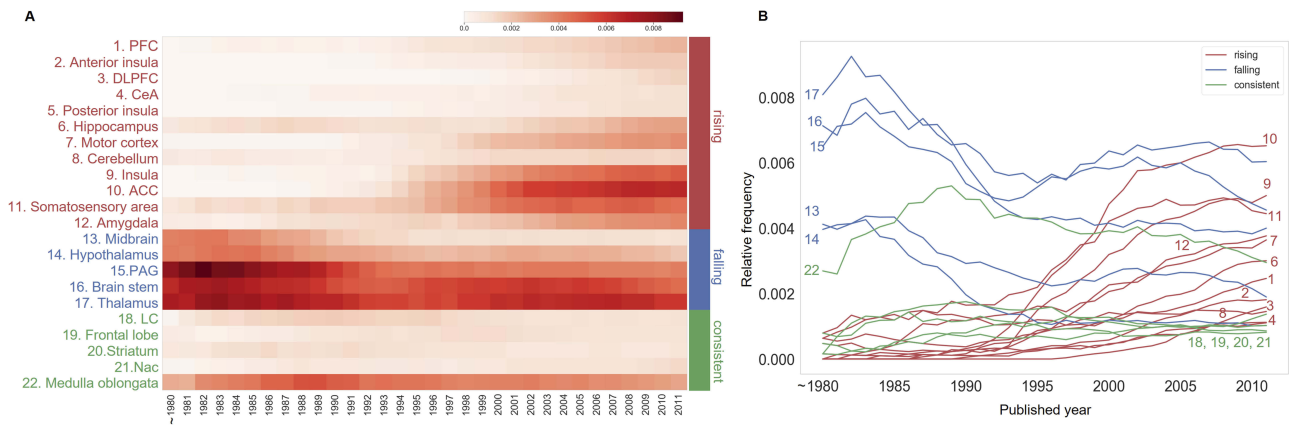 A
0.0
0.002
0.004
0.006
0.008
1. PFC
2. Anterior insula
3. DLPFC
4. CeA
5. Posterior insula
6. Hippocampus
7. Motor cortex
8. Cerebellum
9. Insula
10. ACC
11. Somatosensory area
12. Amygdala
13. Midbrain
14. Hypothalamus
15.PAG
16. Brain stem
17. Thalamus
18. LC
19. Frontal lobe
20.Striatum
21.Nac
22. Medulla oblongata
rising
falling
consistent
~ 1980
1981
1982
1983
1984
1985
1986
1987
1988
1989
1990
1991
1992
1993
1994
1995
1996
1997
1998
1999
2000
2001
2002
2003
2004
2005
2006
2007
2008
2009
2010
2011
B
rising
falling
consistent
Relative frequency
0.008
0.006
0.004
0.002
0.000
17
16
15
13
14
22
10
9
11
12
7
6
1
2
3
8
4
18, 19, 20, 21
~1980
1985
1990
1995
2000
2005
2010
Published year